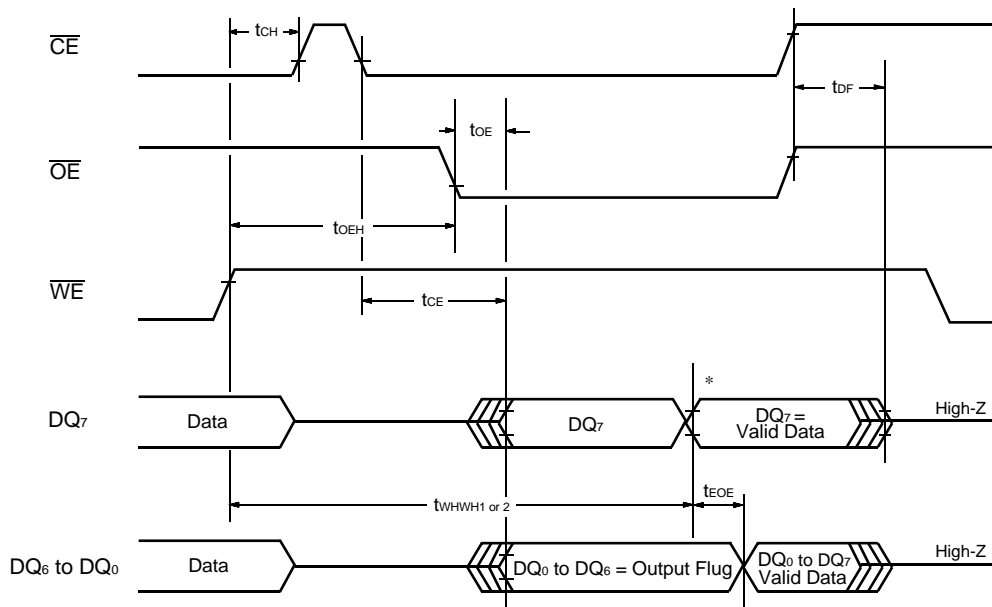 CE
tCH
tDF
tOE
OE
tOEH
WE
tCE
*
DQ7
Data
DQ7
DQ7 =
Valid Data
High-Z
tWHWH1 or 2
tEOE
DQ6 to DQ0
Data
DQ0 to DQ6 = Output Flug
DQ0 to DQ7
Valid Data
High-Z